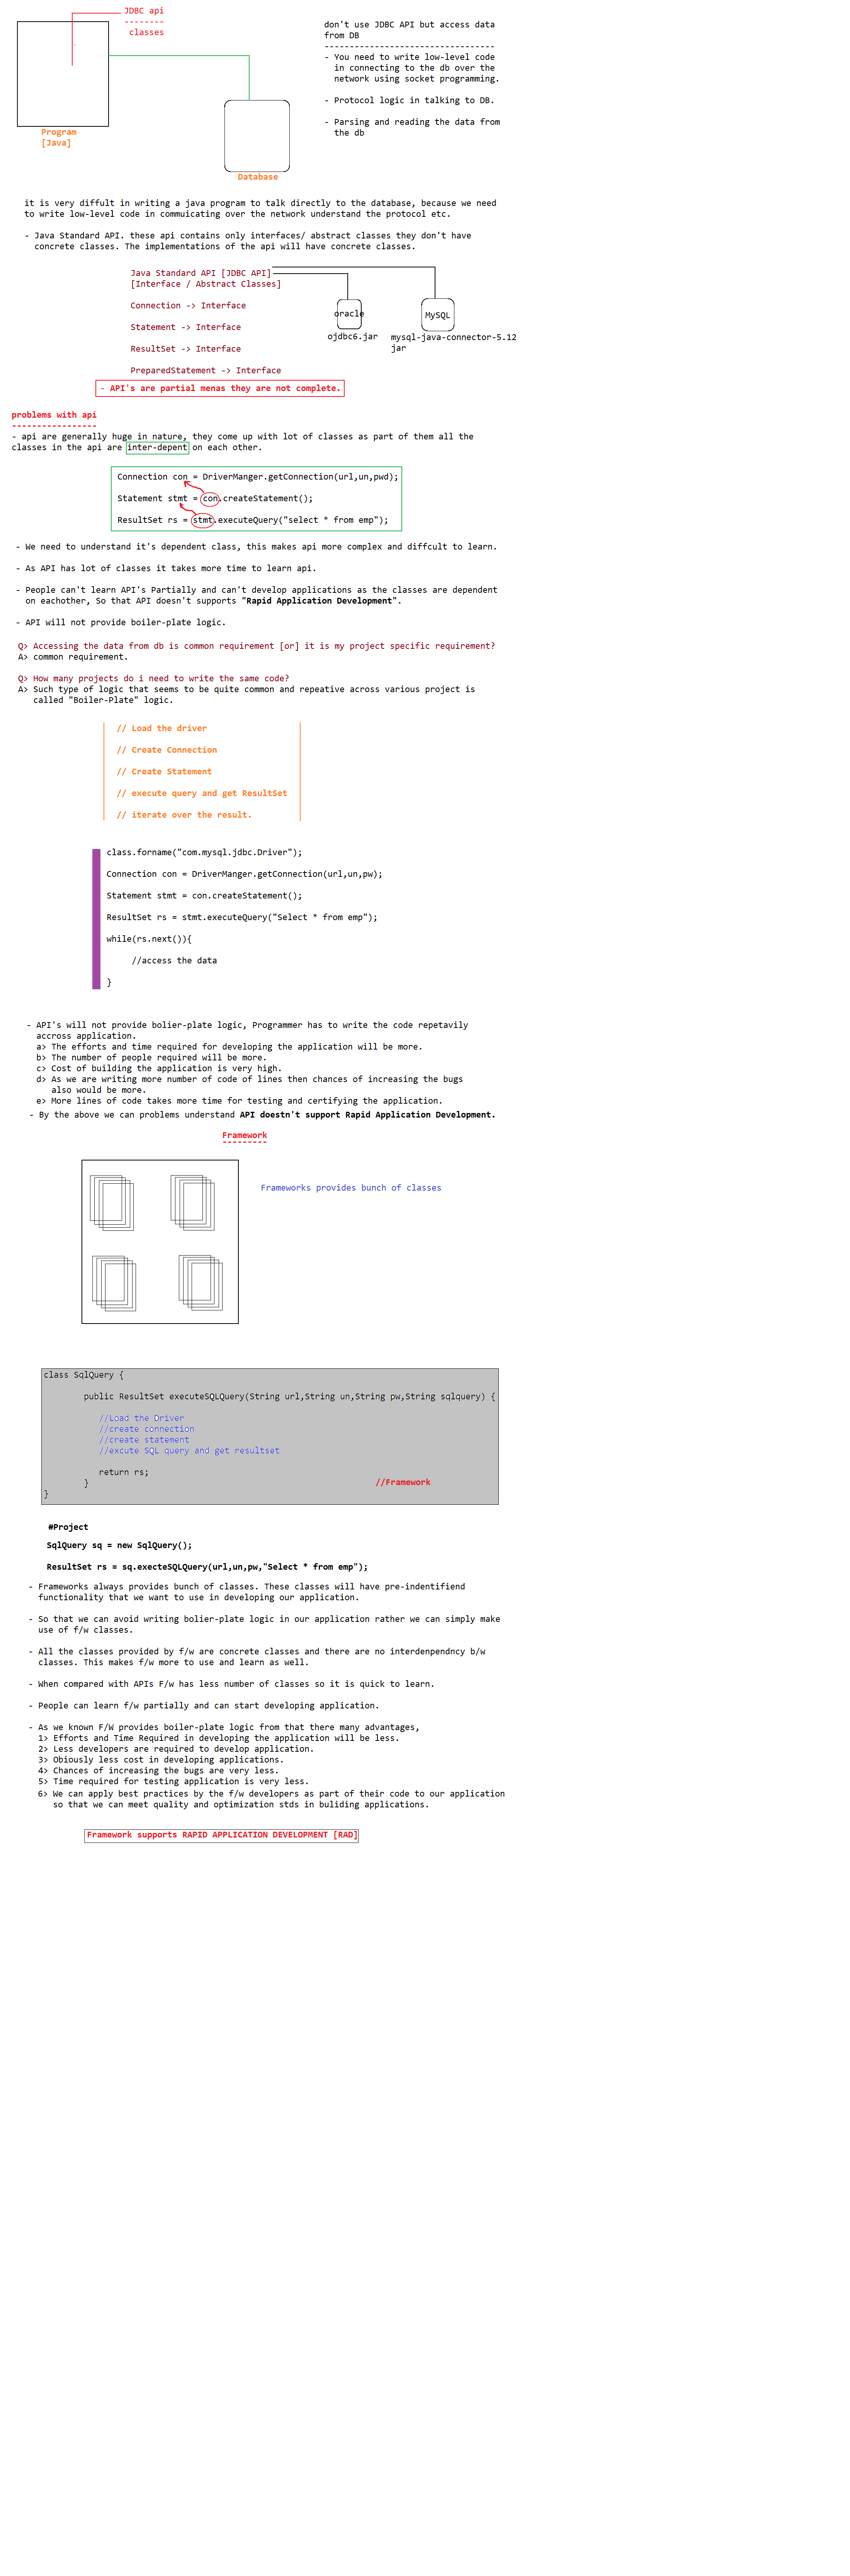 JDBC api
--------
classes
Program
[Java]
Database
don't use JDBC API but access data
from DB
----------------------------------
- You need to write low-level code
in connecting to the db over the
network using socket programming.
- Protocol logic in talking to DB.
- Parsing and reading the data from
the db
it is very diffult in writing a java program to talk directly to the database, because we need
to write low-level code in commuicating over the network understand the protocol etc.
- Java Standard API. these api contains only interfaces/ abstract classes they don't have
concrete classes. The implementations of the api will have concrete classes.
Java Standard API [JDBC API]
[Interface / Abstract Classes]
Connection -> Interface
Statement -> Interface
ResultSet -> Interface
PreparedStatement -> Interface
oracle
ojdbc6.jar
MySQL
mysql-java-connector-5.12
jar
- API's are partial menas they are not complete.
problems with api
-----------------
- api are generally huge in nature, they come up with lot of classes as part of them all the
classes in the api are inter-depent on each other.
Connection con = DriverManger.getConnection(url,un,pwd);
Statement stmt = con.createStatement();
ResultSet rs = stmt.executeQuery("select * from emp");
- We need to understand it's dependent class, this makes api more complex and diffcult to learn.
- As API has lot of classes it takes more time to learn api.
- People can't learn API's Partially and can't develop applications as the classes are dependent
on eachother, So that API doesn't supports "Rapid Application Development".
- API will not provide boiler-plate logic.
Q> Accessing the data from db is common requirement [or] it is my project specific requirement?
A> common requirement.
Q> How many projects do i need to write the same code?
A> Such type of logic that seems to be quite common and repeative across various project is
called "Boiler-Plate" logic.
// Load the driver
// Create Connection
// Create Statement
// execute query and get ResultSet
// iterate over the result.
class.forname("com.mysql.jdbc.Driver");
Connection con = DriverManger.getConnection(url,un,pw);
Statement stmt = con.createStatement();
ResultSet rs = stmt.executeQuery("Select * from emp");
while(rs.next()){
//access the data
}
- API's will not provide bolier-plate logic, Programmer has to write the code repetavily
accross application.
a> The efforts and time required for developing the application will be more.
b> The number of people required will be more.
c> Cost of building the application is very high.
d> As we are writing more number of code of lines then chances of increasing the bugs
also would be more.
e> More lines of code takes more time for testing and certifying the application.
- By the above we can problems understand API doestn't support Rapid Application Development.
Framework
---------
Frameworks provides bunch of classes
class SqlQuery {
public ResultSet executeSQLQuery(String url,String un,String pw,String sqlquery) {
//Load the Driver
//create connection
//create statement
//excute SQL query and get resultset
return rs;
}
//Framework
}
#Project
SqlQuery sq = new SqlQuery();
ResultSet rs = sq.execteSQLQuery(url,un,pw,"Select * from emp");
- Frameworks always provides bunch of classes. These classes will have pre-indentifiend
functionality that we want to use in developing our application.
- So that we can avoid writing bolier-plate logic in our application rather we can simply make
use of f/w classes.
- All the classes provided by f/w are concrete classes and there are no interdenpendncy b/w
classes. This makes f/w more to use and learn as well.
- When compared with APIs F/w has less number of classes so it is quick to learn.
- People can learn f/w partially and can start developing application.
- As we known F/W provides boiler-plate logic from that there many advantages,
1> Efforts and Time Required in developing the application will be less.
2> Less developers are required to develop application.
3> Obiously less cost in developing applications.
4> Chances of increasing the bugs are very less.
5> Time required for testing application is very less.
6> We can apply best practices by the f/w developers as part of their code to our application
so that we can meet quality and optimization stds in buliding applications.
Framework supports RAPID APPLICATION DEVELOPMENT [RAD]